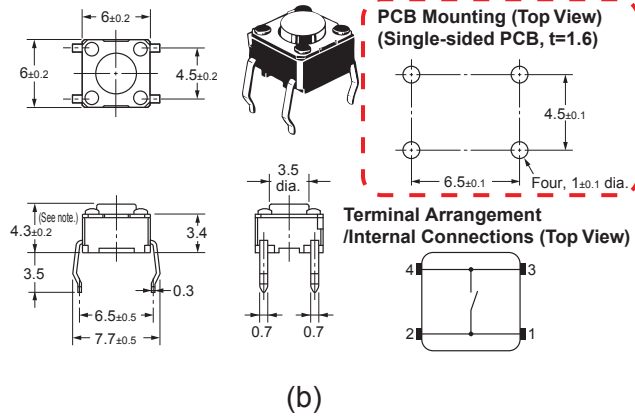 6±0.2
6±0.2
4.5±0.2
PCB Mounting (Top View)
(Single-sided PCB, t=1.6)
4.5±0.1
6.5±0.1
Four, 1±0.1 dia.
(See note.)
4.3±0.2
3.5
3.4
0.3
6.5±0.5
7.7±0.5
3.5
dia.
0.7
0.7
Terminal Arrangement
/Internal Connections (Top View)
4
3
2
1
(b)